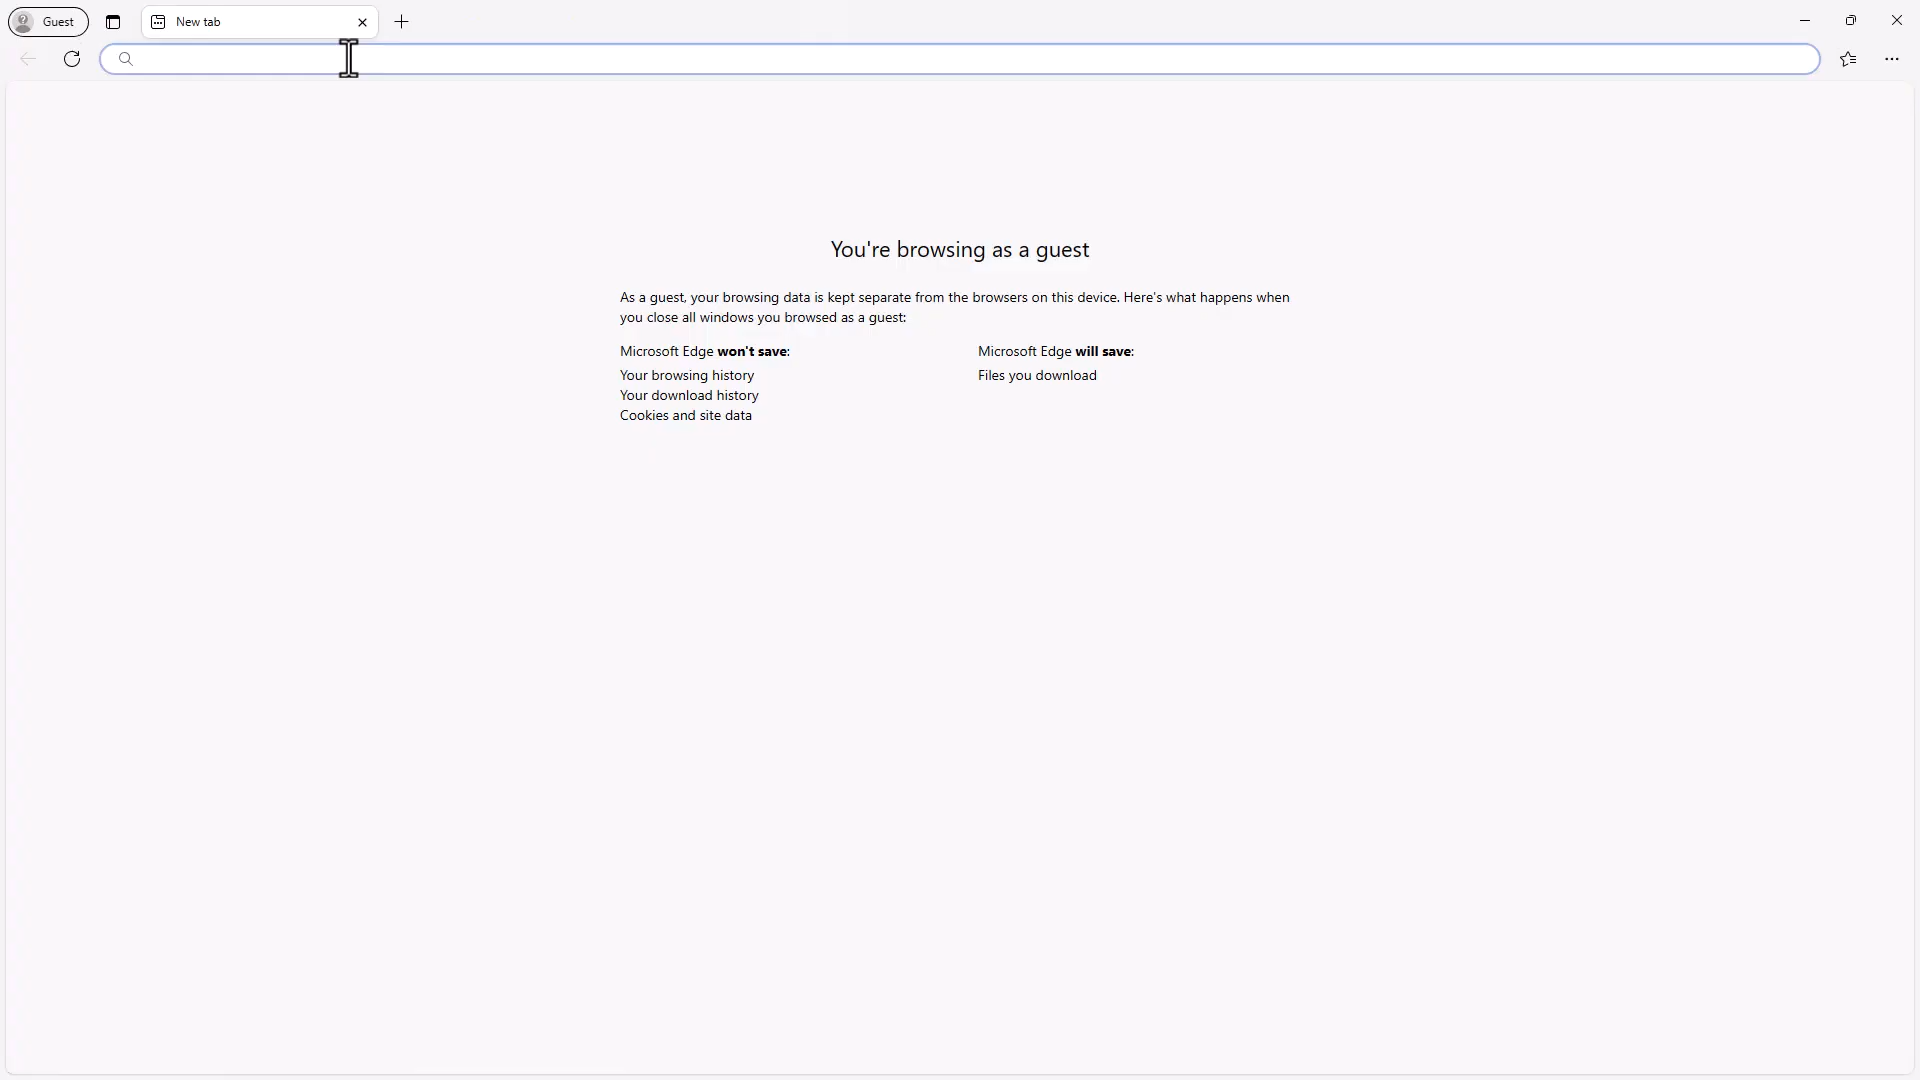 Guest
New tab
You're browsing as a guest
As a guest, your browsing data is kept separate from the browsers on this device. Here's what happens when
you close all windows you browsed as a guest:
Microsoft Edge won't save:
Your browsing history
Your download history
Cookies and site data
Microsoft Edge will save:
Files you download